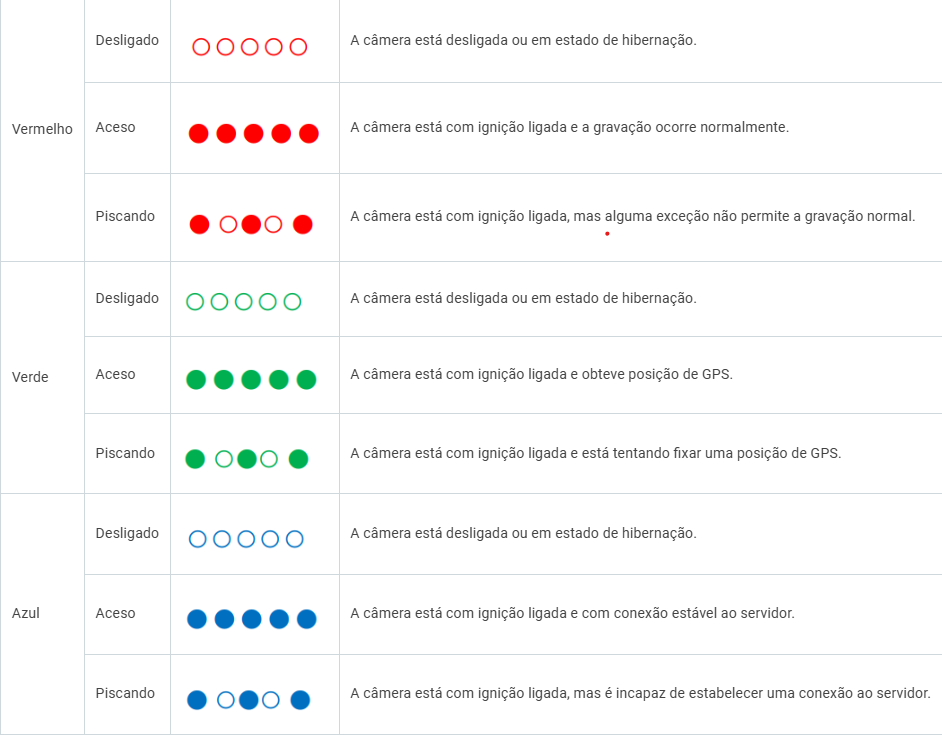 Vermelho
Desligado
A câmera está desligada ou em estado de hibernação.
Aceso
A câmera está com ignição ligada e a gravação ocorre normalmente.
Piscando
A câmera está com ignição ligada, mas alguma exceção não permite a gravação normal.
Verde
Desligado
A câmera está desligada ou em estado de hibernação.
Aceso
A câmera está com ignição ligada e obteve posição de GPS.
Piscando
A câmera está com ignição ligada e está tentando fixar uma posição de GPS.
Azul
Desligado
A câmera está desligada ou em estado de hibernação.
Aceso
A câmera está com ignição ligada e com conexão estável ao servidor.
Piscando
A câmera está com ignição ligada, mas é incapaz de estabelecer uma conexão ao servidor.